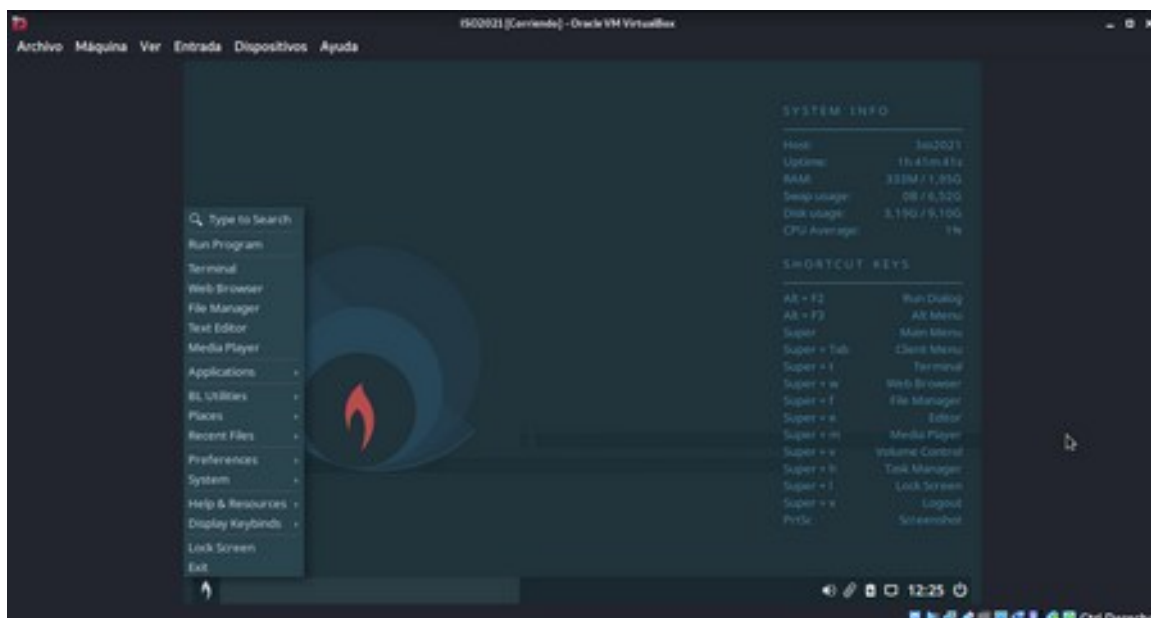 ISO2021 [Corriendo] - Oracle VM VirtualBox
Archivo Máquina Ver Entrada Dispositivos Ayuda
SYSTEM INFO
Host:
Uptime: 1h 41m 41s
RAM: 333M / 1,95G
Swap usage: 0B / 6,52G
Disk usage: 3,19G / 9,10G
CPU Average: 1%
SHORTCUT KEYS
Alt + F2 Run Dialog
Alt + F3 Alt Menu
Super Main Menu
Super + Tab Client Menu
Super + t Terminal
Super + w Web Browser
Super + f File Manager
Super + e Editor
Super + m Media Player
Super + v Volume Control
Super + h Task Manager
Super + l Lock Screen
Super + x Logout
PrtSc Screenshot
Type to Search
Run Program
Terminal
Web Browser
File Manager
Text Editor
Media Player
Applications
BL Utilities
Places
Recent Files
Preferences
System
Help & Resources
Display Keybinds
Lock Screen
Exit
12:25
Ctrl